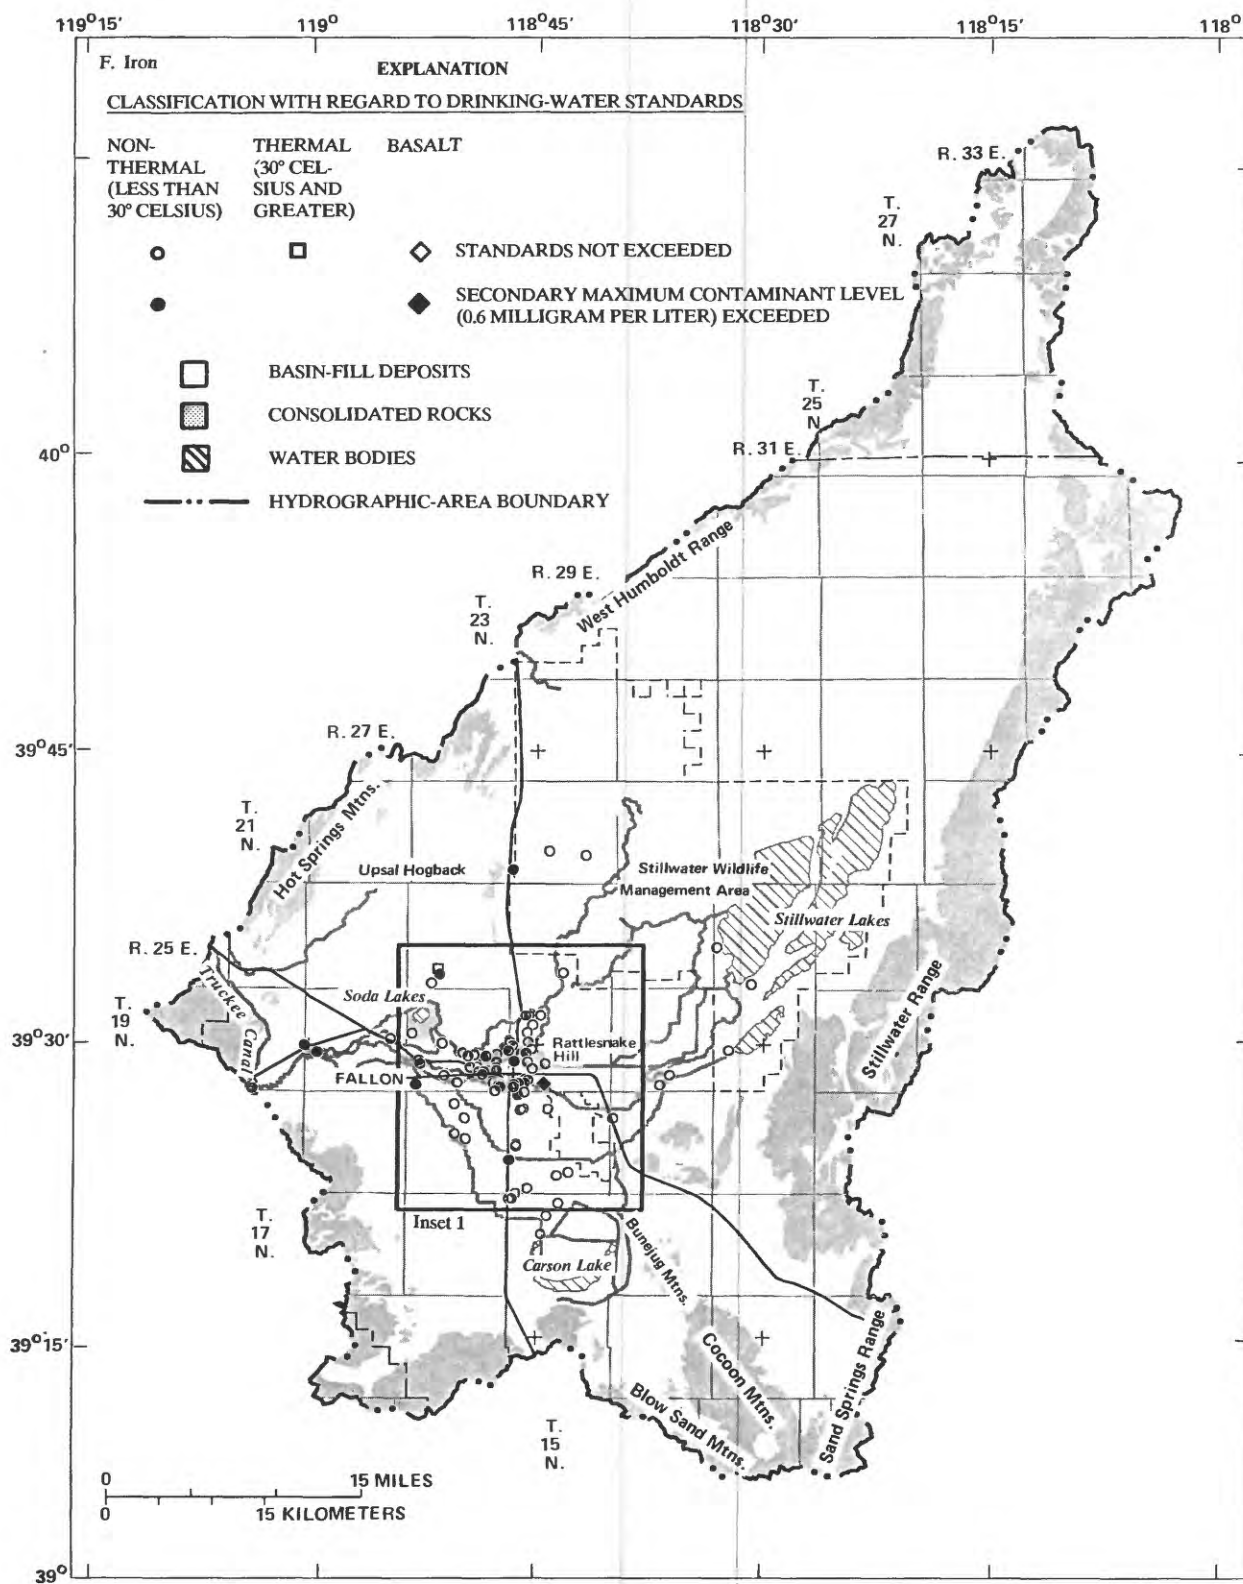 119°15' 119° 118°45' 118°30' 118°15' 118°
F. Iron
EXPLANATION
CLASSIFICATION WITH REGARD TO DRINKING-WATER STANDARDS
NON-
THERMAL
(LESS THAN
30° CELSIUS)
THERMAL
(30° CEL-
SIUS AND
GREATER)
BASALT
STANDARDS NOT EXCEEDED
SECONDARY MAXIMUM CONTAMINANT LEVEL
(0.6 MILLIGRAM PER LITER) EXCEEDED
BASIN-FILL DEPOSITS
CONSOLIDATED ROCKS
WATER BODIES
HYDROGRAPHIC-AREA BOUNDARY
R. 33 E.
T.
27
N.
T.
25
N
40°
R. 31 E.
West Humboldt Range
R. 29 E.
T.
23
N.
R. 27 E.
39°45'
Hot Springs Mtns.
T.
21
N.
Upsal Hogback
Stillwater Wildlife
Management Area
Stillwater Lakes
R. 25 E.
Truckee Canal
Soda Lakes
T.
19
N.
39°30'
Rattlesnake
Hill
FALLON
Stillwater Range
T.
17
N.
Inset 1
Carson Lake
Bunejug Mtns.
39°15'
Cocoon Mtns.
Blow Sand Mtns.
Sand Springs Range
T.
15
N.
0 15 MILES
0 15 KILOMETERS
39°